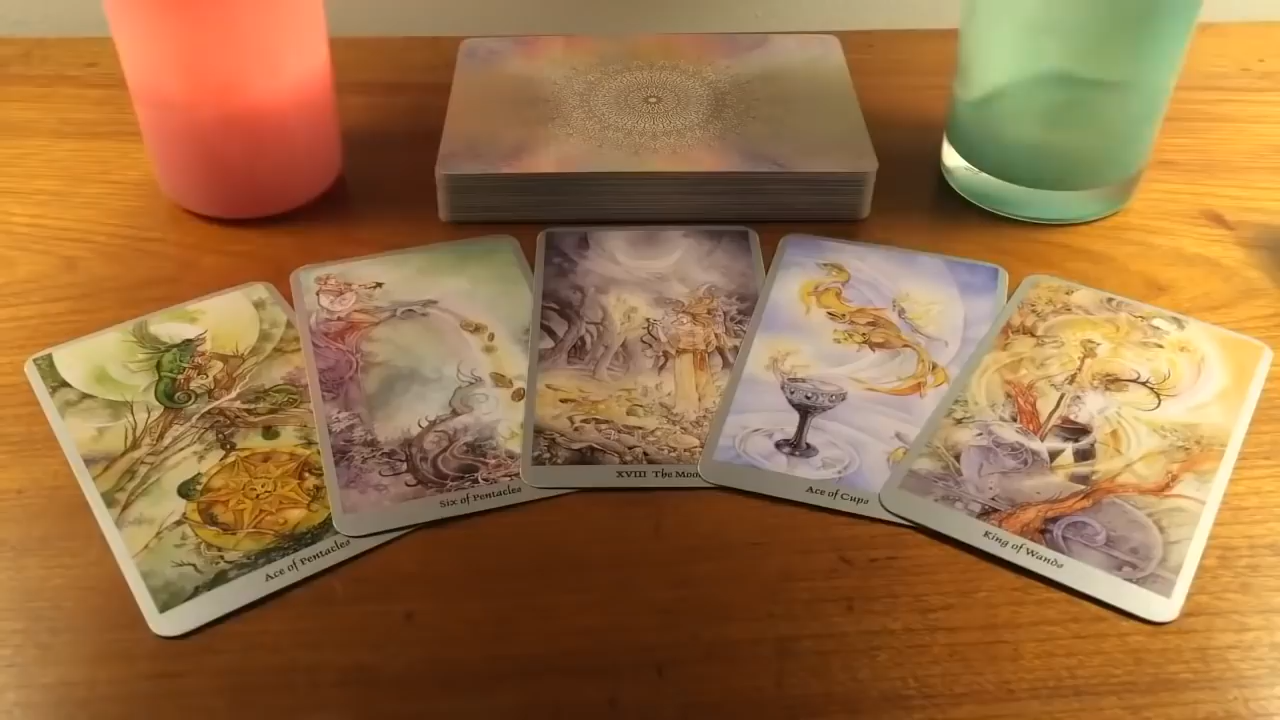 Ace of Pentacles
Six of Pentacles
XVIII The Moo
Ace of Cups
King of Wands